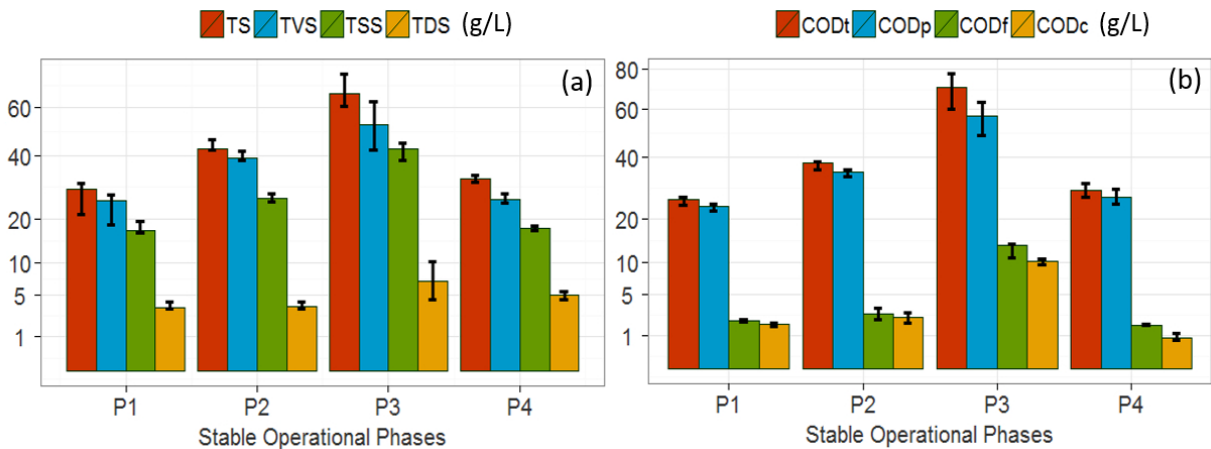 TS TVS TSS TDS (g/L)
(a)
60
40
20
10
5
1
P1 P2 P3 P4
Stable Operational Phases
CODt CODp CODf CODc (g/L)
(b)
80
60
40
20
10
5
1
P1 P2 P3 P4
Stable Operational Phases